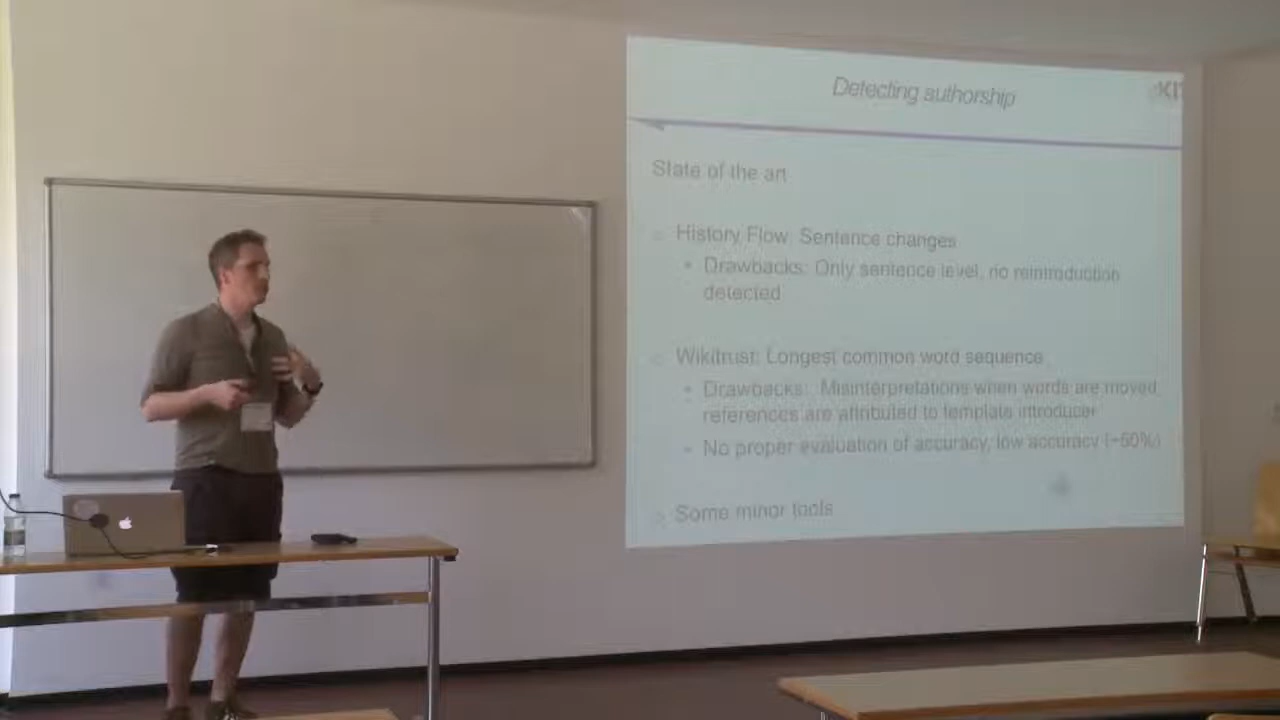 Detecting authorship
State of the art
History Flow: Sentence changes
Drawbacks: Only sentence level, no reintroduction
detected
Wikitrust: Longest common word sequence
Drawbacks: Misinterpretations when words are moved
references are attributed to template introducer
No proper evaluation of accuracy, low accuracy (~50%)
Some minor tools